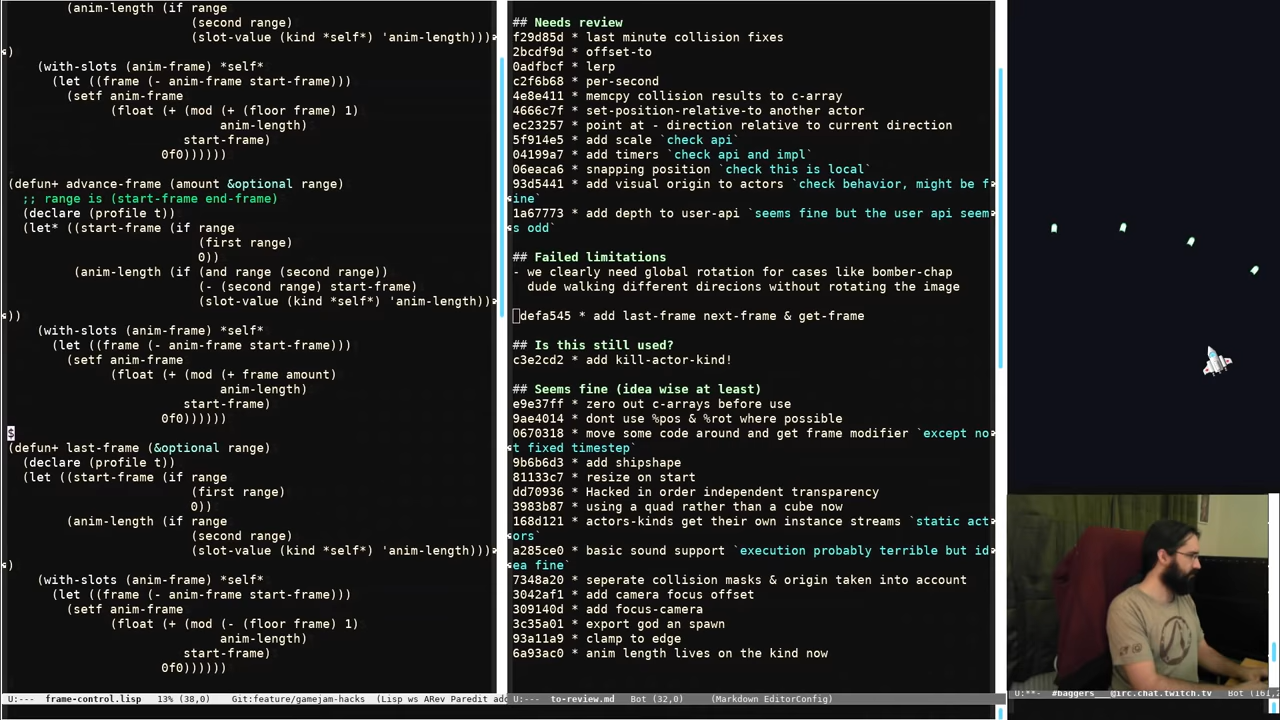 (anim-length (if range
(second range)
(slot-value (kind *self*) 'anim-length)))
)
(with-slots (anim-frame) *self*
(let ((frame (- anim-frame start-frame)))
(setf anim-frame
(float (+ (mod (+ (floor frame) 1)
anim-length)
start-frame)
0f0))))))
(defun+ advance-frame (amount &optional range)
;; range is (start-frame end-frame)
(declare (profile t))
(let* ((start-frame (if range
(first range)
0))
(anim-length (if (and range (second range))
(- (second range) start-frame)
(slot-value (kind *self*) 'anim-length)))
))
(with-slots (anim-frame) *self*
(let ((frame (- anim-frame start-frame)))
(setf anim-frame
(float (+ (mod (+ frame amount)
anim-length)
start-frame)
0f0))))))
$
(defun+ last-frame (&optional range)
(declare (profile t))
(let ((start-frame (if range
(first range)
0))
(anim-length (if range
(second range)
(slot-value (kind *self*) 'anim-length)))
)
(with-slots (anim-frame) *self*
(let ((frame (- anim-frame start-frame)))
(setf anim-frame
(float (+ (mod (- (floor frame) 1)
anim-length)
start-frame)
0f0))))))
U:--- frame-control.lisp 13% (38,0) Git:feature/gamejam-hacks (Lisp ws ARev Paredit adoc
## Needs review
f29d85d * last minute collision fixes
2bcdf9d * offset-to
0adfbcf * lerp
c2f6b68 * per-second
4e8e411 * memcpy collision results to c-array
4666c7f * set-position-relative-to another actor
ec23257 * point at - direction relative to current direction
5f914e5 * add scale `check api`
04199a7 * add timers `check api and impl`
06eaca6 * snapping position `check this is local`
93d5441 * add visual origin to actors `check behavior, might be f
ine`
1a67773 * add depth to user-api `seems fine but the user api seem
s odd`
## Failed limitations
- we clearly need global rotation for cases like bomber-chap
dude walking different direcions without rotating the image
defa545 * add last-frame next-frame & get-frame
## Is this still used?
c3e2cd2 * add kill-actor-kind!
## Seems fine (idea wise at least)
e9e37ff * zero out c-arrays before use
9ae4014 * dont use %pos & %rot where possible
0670318 * move some code around and get frame modifier `except no
t fixed timestep`
9b6b6d3 * add shipshape
81133c7 * resize on start
dd70936 * Hacked in order independent transparency
3983b87 * using a quad rather than a cube now
168d121 * actors-kinds get their own instance streams `static act
ors`
a285ce0 * basic sound support `execution probably terrible but id
ea fine`
7348a20 * seperate collision masks & origin taken into account
3042af1 * add camera focus offset
309140d * add focus-camera
3c35a01 * export god an spawn
93a11a9 * clamp to edge
6a93ac0 * anim length lives on the kind now
U:--- to-review.md Bot (32,0) (Markdown EditorConfig)
U:**- #baggers___@irc.chat.twitch.tv Bot (161,2